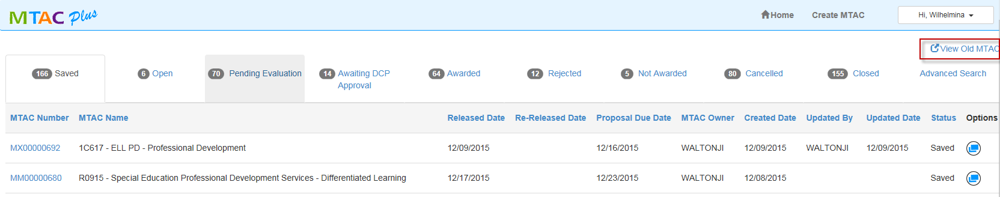 MTAC Plus
Home Create MTAC Hi, Wilhelmina
View Old MTAC
166 Saved 6 Open 70 Pending Evaluation 14 Awaiting DCP Approval 64 Awarded 12 Rejected 5 Not Awarded 80 Cancelled 155 Closed Advanced Search
MTAC Number MTAC Name Released Date Re-Released Date Proposal Due Date MTAC Owner Created Date Updated By Updated Date Status Options
MX00000692 1C617 - ELL PD - Professional Development 12/09/2015 12/16/2015 WALTONJI 12/09/2015 WALTONJI 12/09/2015 Saved
MM00000680 R0915 - Special Education Professional Development Services - Differentiated Learning 12/17/2015 12/23/2015 WALTONJI 12/08/2015 Saved